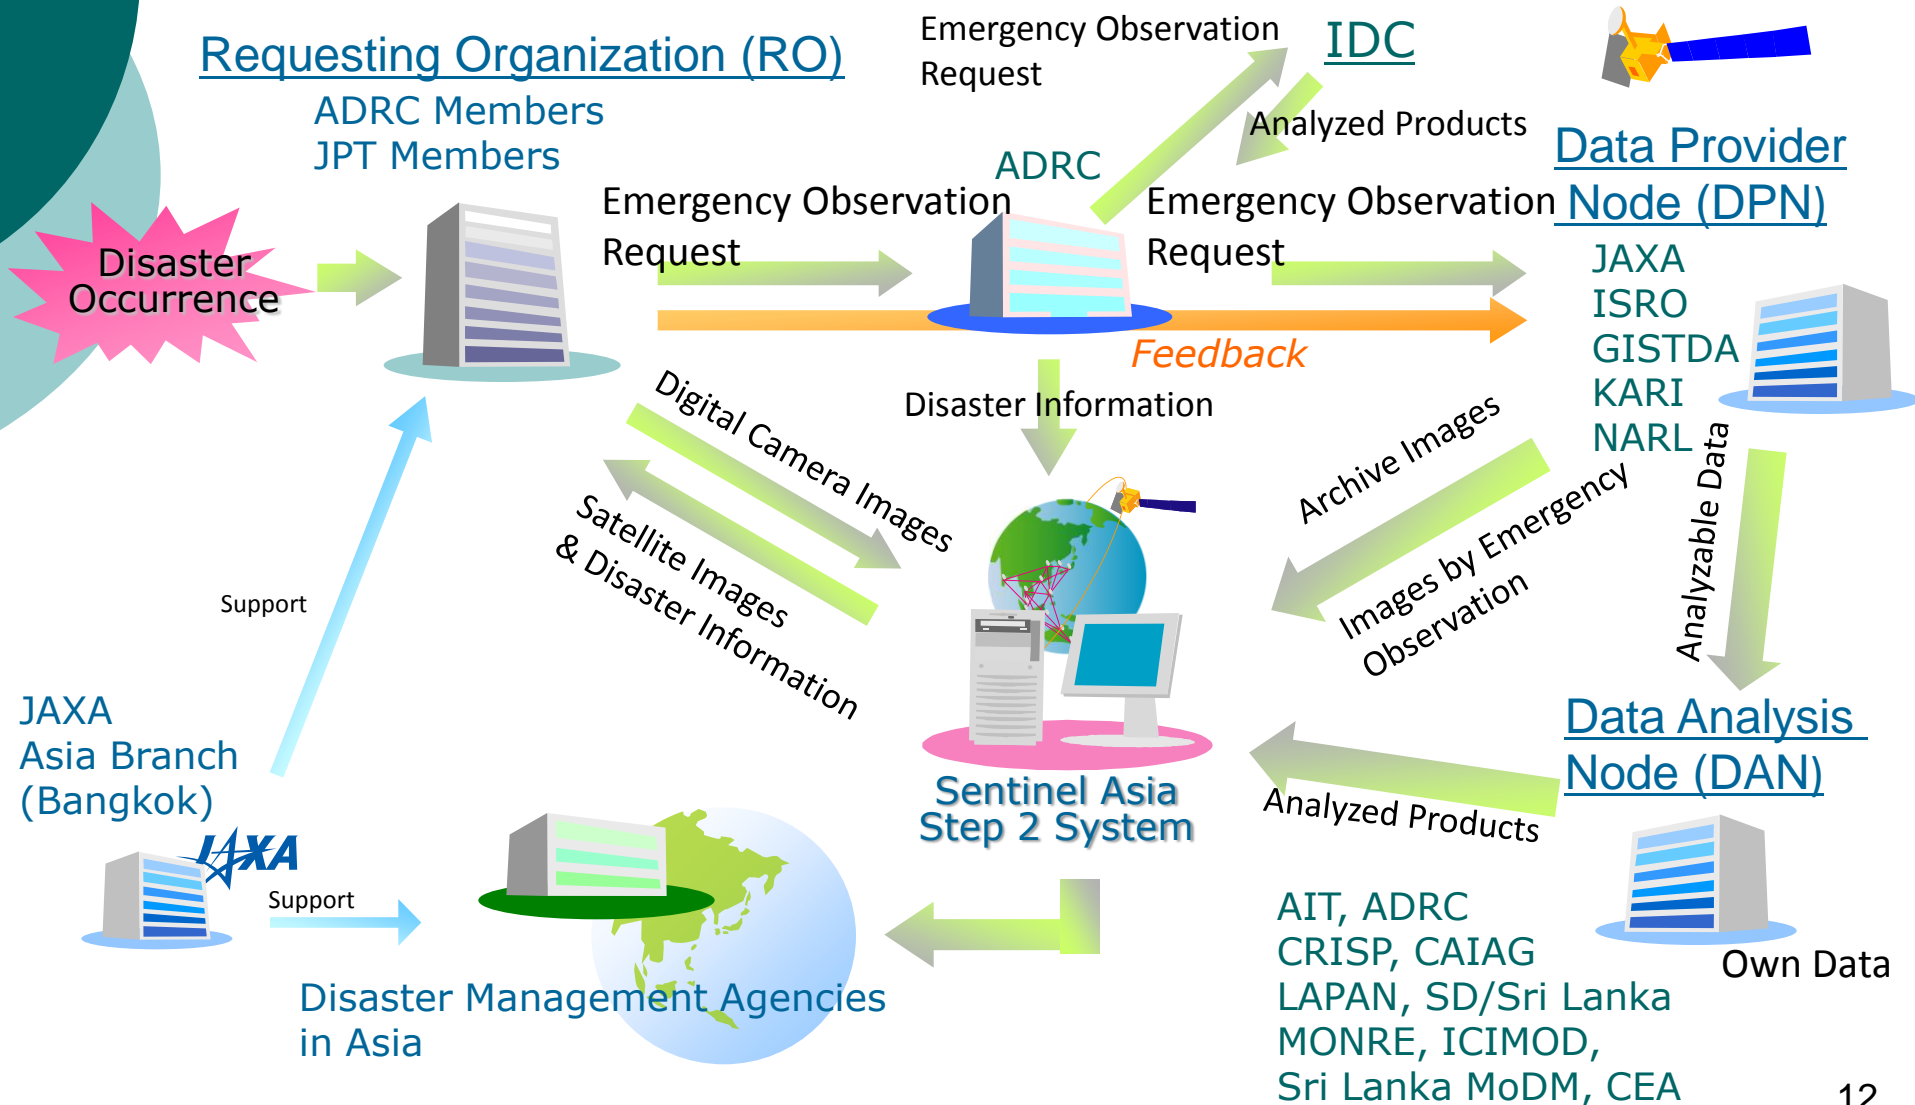 Requesting Organization (RO)
ADRC Members
JPT Members
Emergency Observation
Request
IDC
Analyzed Products
ADRC
Data Provider
Node (DPN)
JAXA
ISRO
GISTDA
KARI
NARL
Disaster
Occurrence
Emergency Observation
Request
Emergency Observation
Request
Feedback
Disaster Information
Digital Camera Images
Satellite Images
& Disaster Information
Archive Images
Images by Emergency
Observation
Analyzable Data
Support
JAXA
Asia Branch
(Bangkok)
JAXA
Support
Sentinel Asia
Step 2 System
Data Analysis
Node (DAN)
Analyzed Products
Own Data
AIT, ADRC
CRISP, CAIAG
LAPAN, SD/Sri Lanka
MONRE, ICIMOD,
Sri Lanka MoDM, CEA
Disaster Management Agencies
in Asia
12